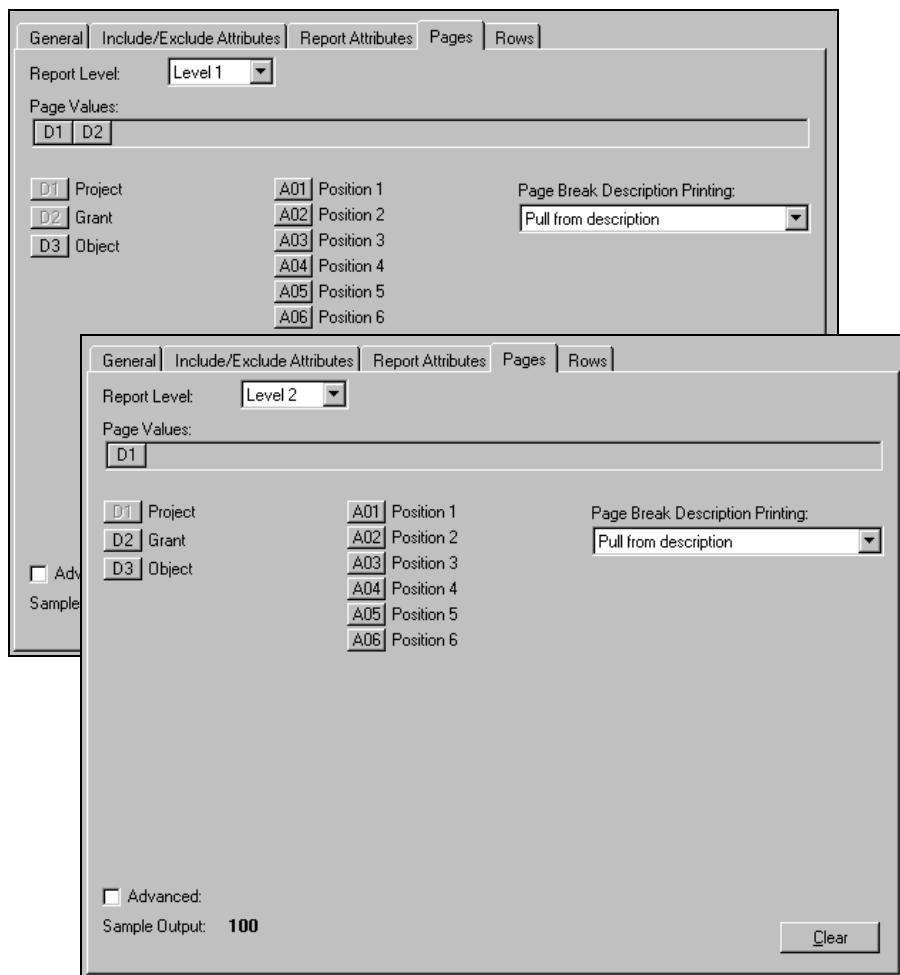 General Include/Exclude Attributes Report Attributes Pages Rows
Report Level: Level 1
Page Values:
D1 D2
D1 Project A01 Position 1 Page Break Description Printing:
D2 Grant A02 Position 2 Pull from description
D3 Object A03 Position 3
A04 Position 4
A05 Position 5
A06 Position 6
Adv
Sample
General Include/Exclude Attributes Report Attributes Pages Rows
Report Level: Level 2
Page Values:
D1
D1 Project A01 Position 1 Page Break Description Printing:
D2 Grant A02 Position 2 Pull from description
D3 Object A03 Position 3
A04 Position 4
A05 Position 5
A06 Position 6
Advanced:
Sample Output: 100
Clear